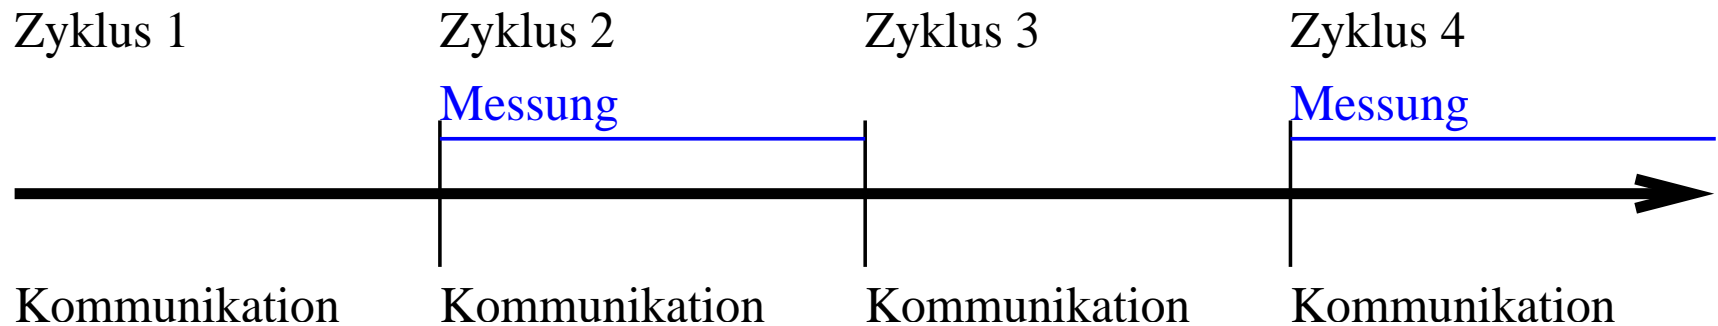 Zyklus 1 Zyklus 2 Zyklus 3 Zyklus 4
Messung Messung
Kommunikation Kommunikation Kommunikation Kommunikation